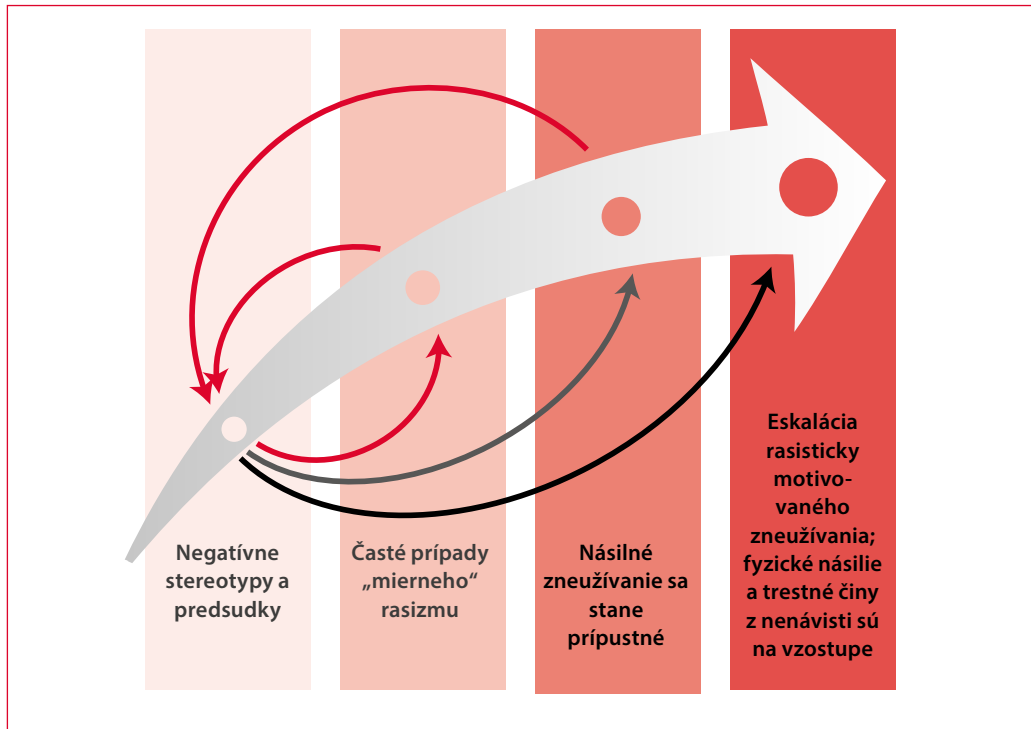 Negatívne
stereotypy a
predsudky
Časté prípady
„mierneho“
rasizmu
Násilné
zneužívanie sa
stane
prípustné
Eskalácia
rasisticky
motivo-
vaného
zneužívania;
fyzické násilie
a trestné činy
z nenávisti sú
na vzostupe